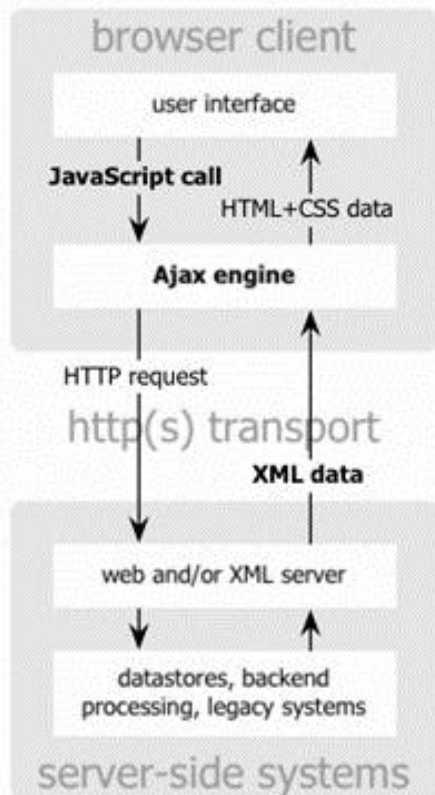 browser client
user interface
JavaScript call
HTML+CSS data
Ajax engine
HTTP request
http(s) transport
XML data
web and/or XML server
datastores, backend
processing, legacy systems
server-side systems